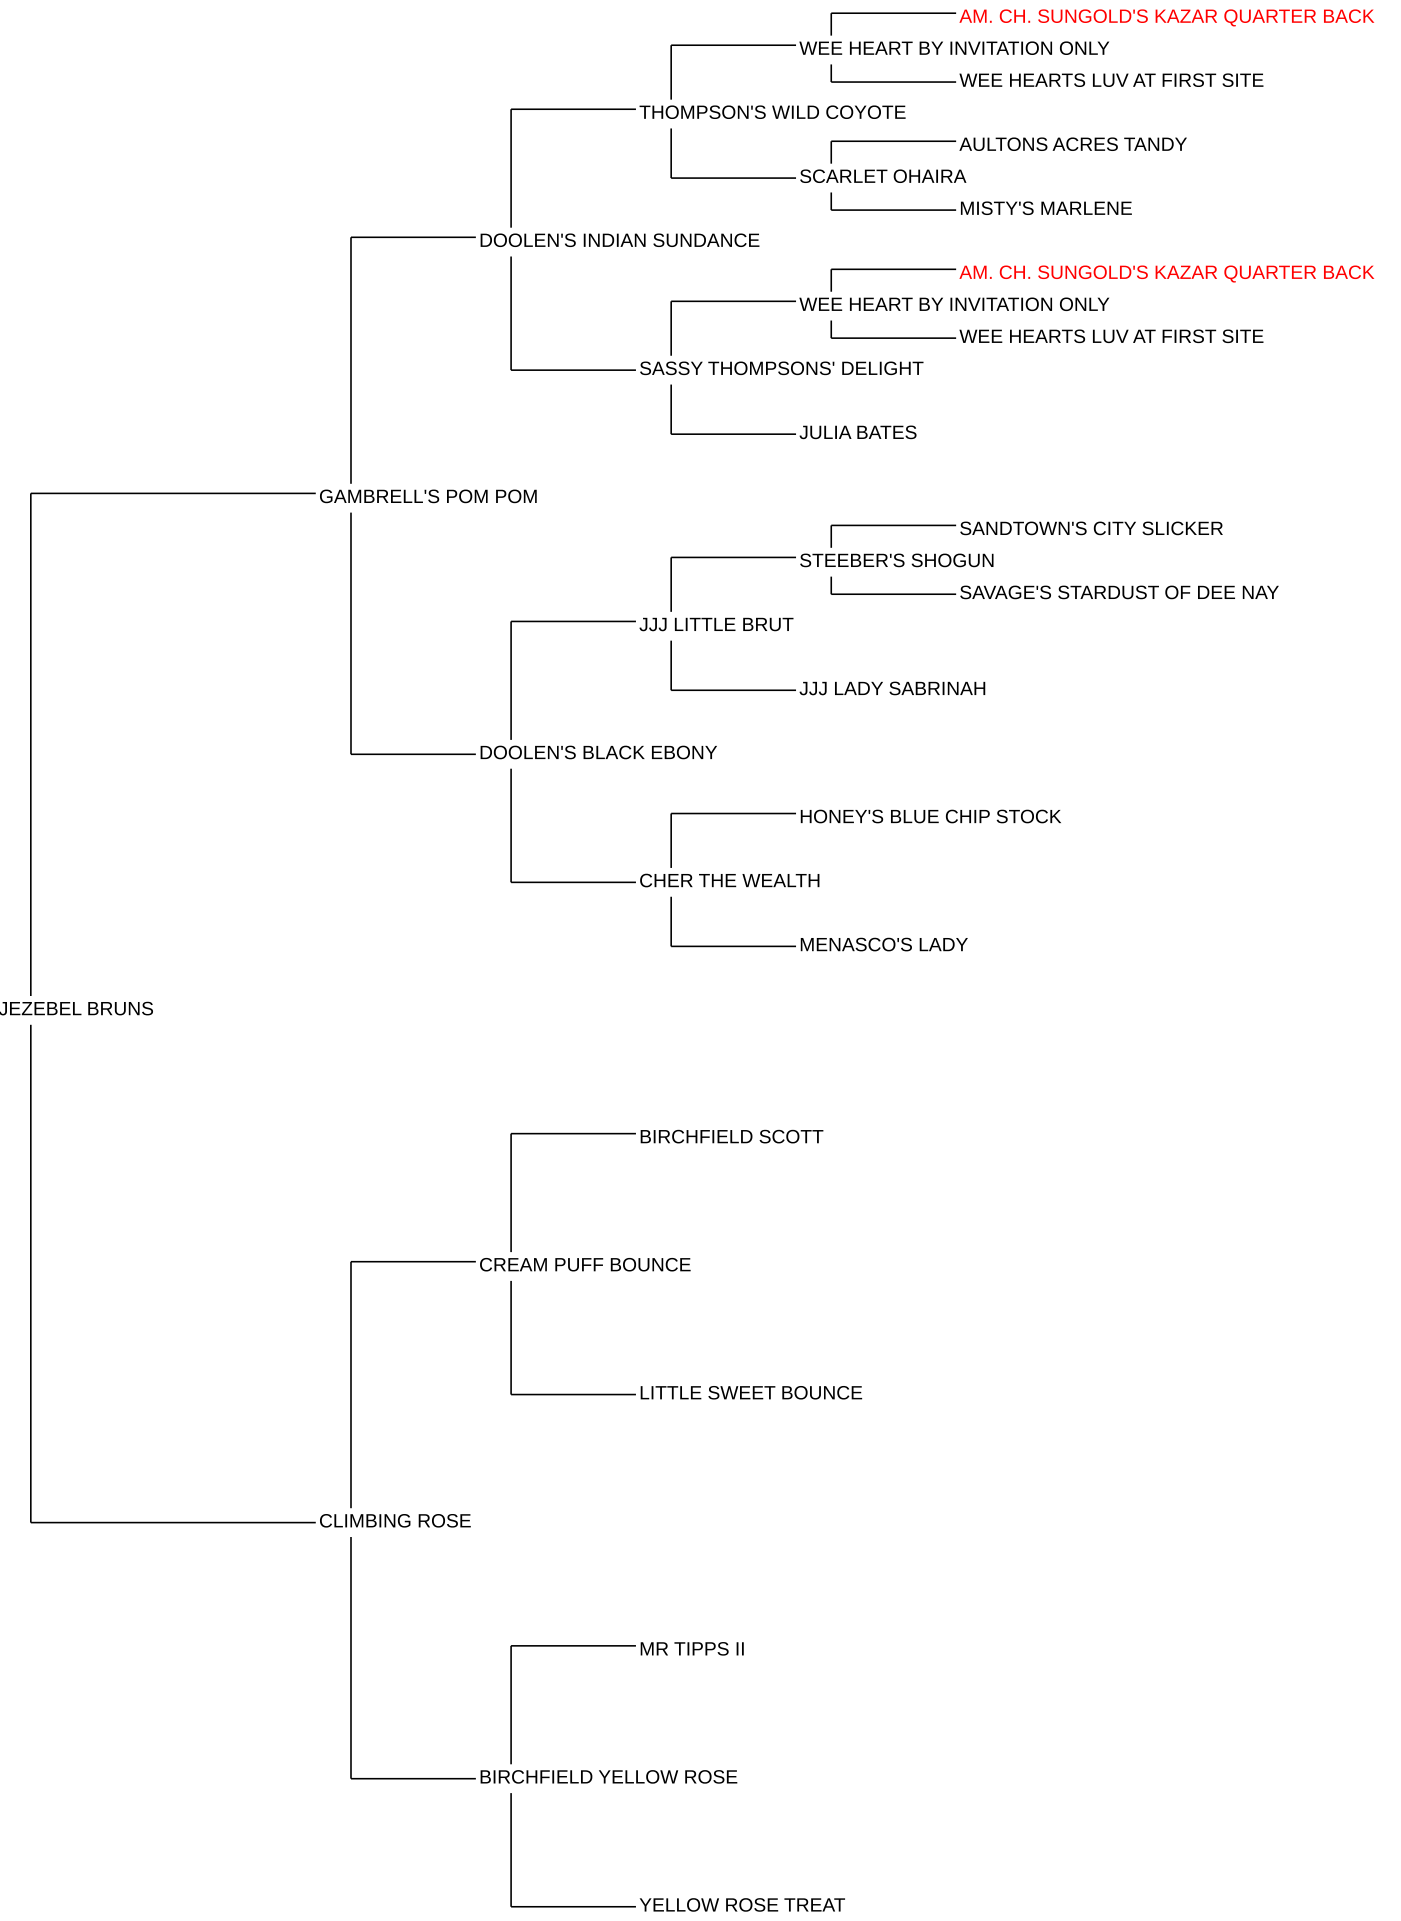 AM. CH. SUNGOLD'S KAZAR QUARTER BACK
WEE HEART BY INVITATION ONLY
WEE HEARTS LUV AT FIRST SITE
THOMPSON'S WILD COYOTE
AULTONS ACRES TANDY
SCARLET OHAIRA
MISTY'S MARLENE
DOOLEN'S INDIAN SUNDANCE
AM. CH. SUNGOLD'S KAZAR QUARTER BACK
WEE HEART BY INVITATION ONLY
WEE HEARTS LUV AT FIRST SITE
SASSY THOMPSONS' DELIGHT
JULIA BATES
GAMBRELL'S POM POM
SANDTOWN'S CITY SLICKER
STEEBER'S SHOGUN
SAVAGE'S STARDUST OF DEE NAY
JJJ LITTLE BRUT
JJJ LADY SABRINAH
DOOLEN'S BLACK EBONY
HONEY'S BLUE CHIP STOCK
CHER THE WEALTH
MENASCO'S LADY
JEZEBEL BRUNS
BIRCHFIELD SCOTT
CREAM PUFF BOUNCE
LITTLE SWEET BOUNCE
CLIMBING ROSE
MR TIPPS II
BIRCHFIELD YELLOW ROSE
YELLOW ROSE TREAT